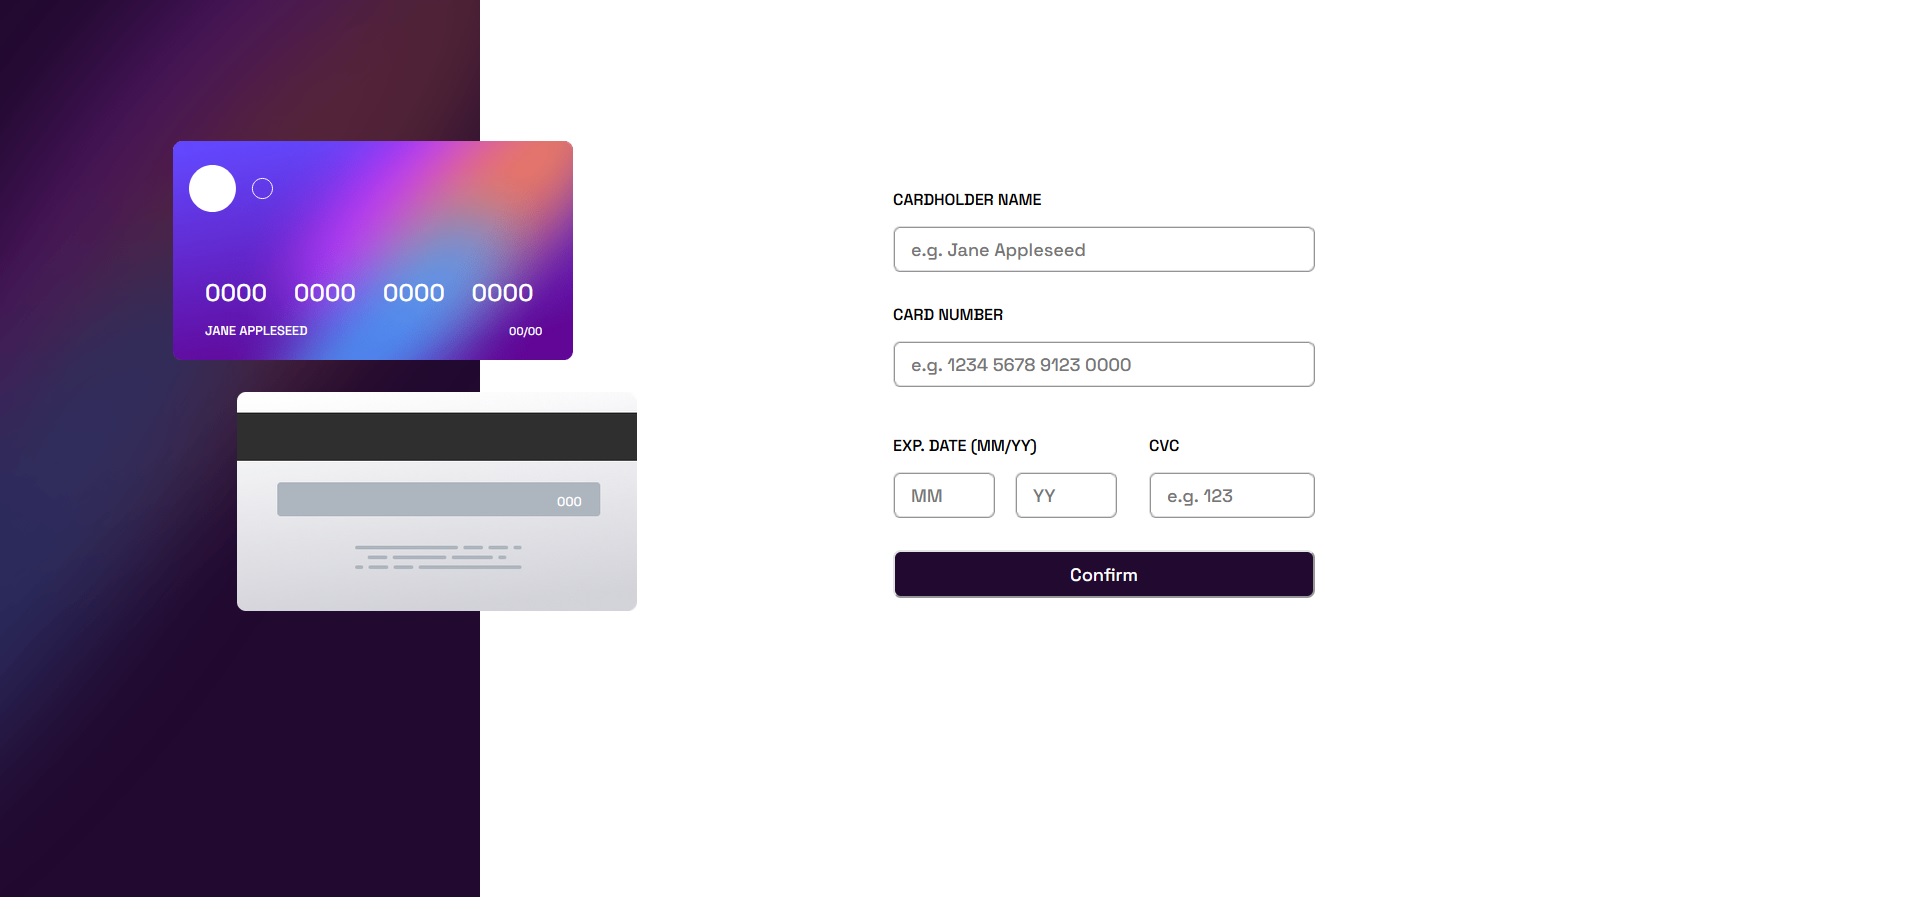 0000 0000 0000 0000
JANE APPLESEED 00/00
000
CARDHOLDER NAME
e.g. Jane Appleseed
CARD NUMBER
e.g. 1234 5678 9123 0000
EXP. DATE (MM/YY) CVC
MM YY e.g. 123
Confirm